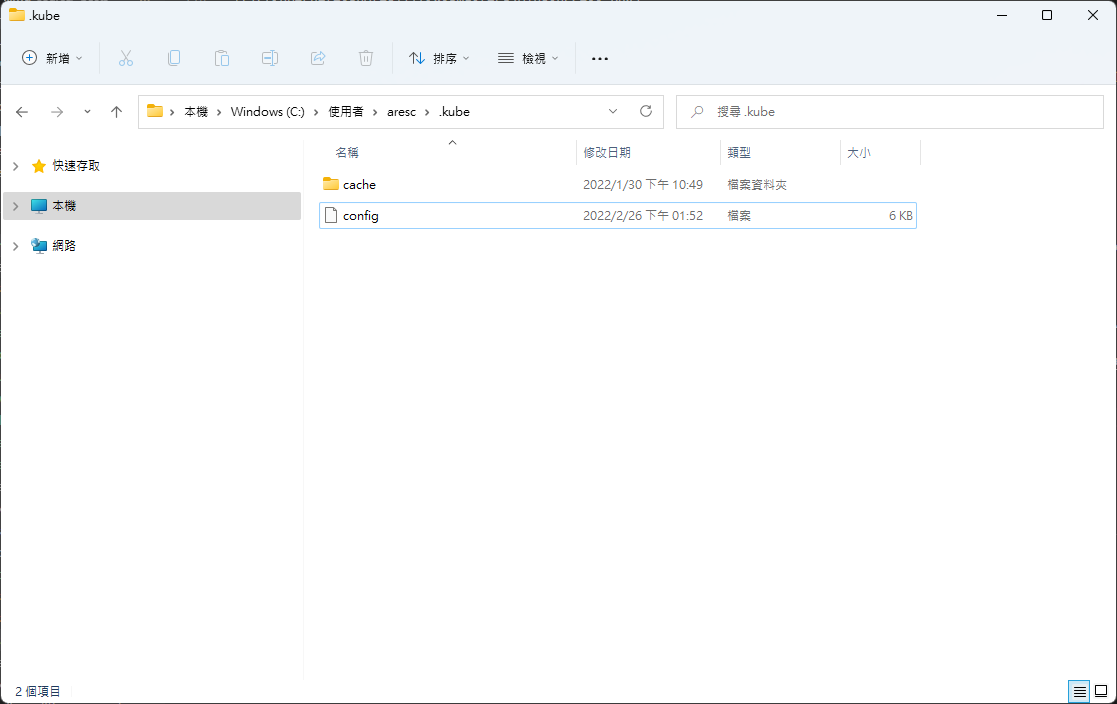 .kube
新增 排序 檢視
本機 Windows (C:) 使用者 aresc .kube 搜尋 .kube
名稱 修改日期 類型 大小
快速存取
本機
網路
cache 2022/1/30 下午 10:49 檔案資料夾
config 2022/2/26 下午 01:52 檔案 6 KB
2 個項目